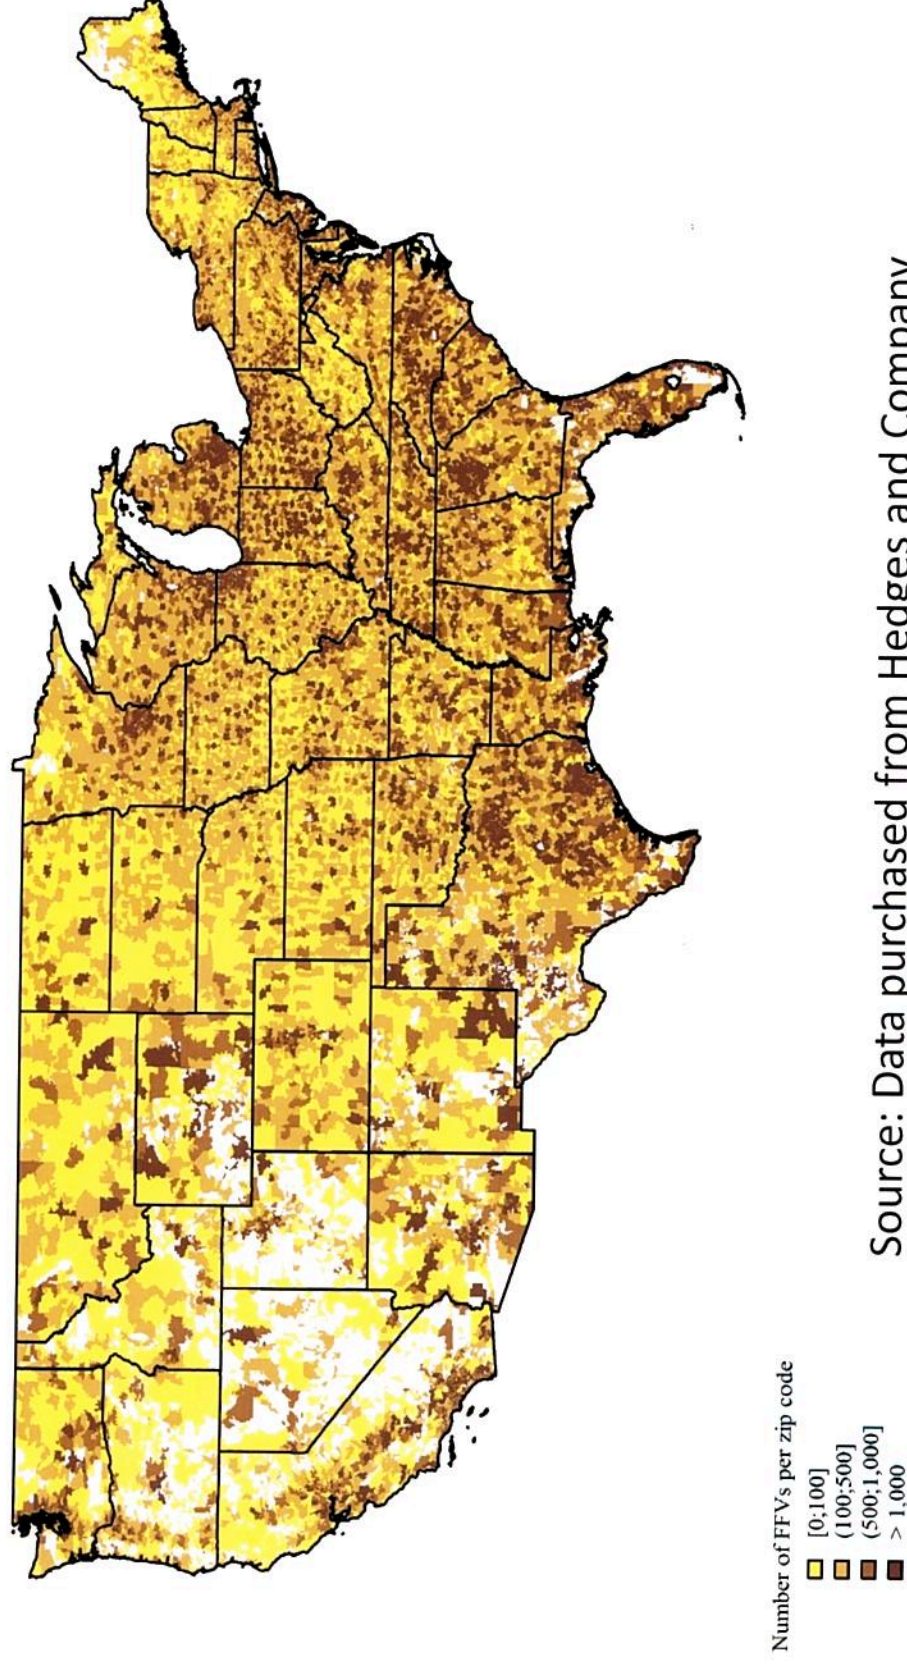 Number of FFVs per zip code
[0;100]
(100;500]
(500;1,000]
> 1,000
Source: Data purchased from Hedges and Company